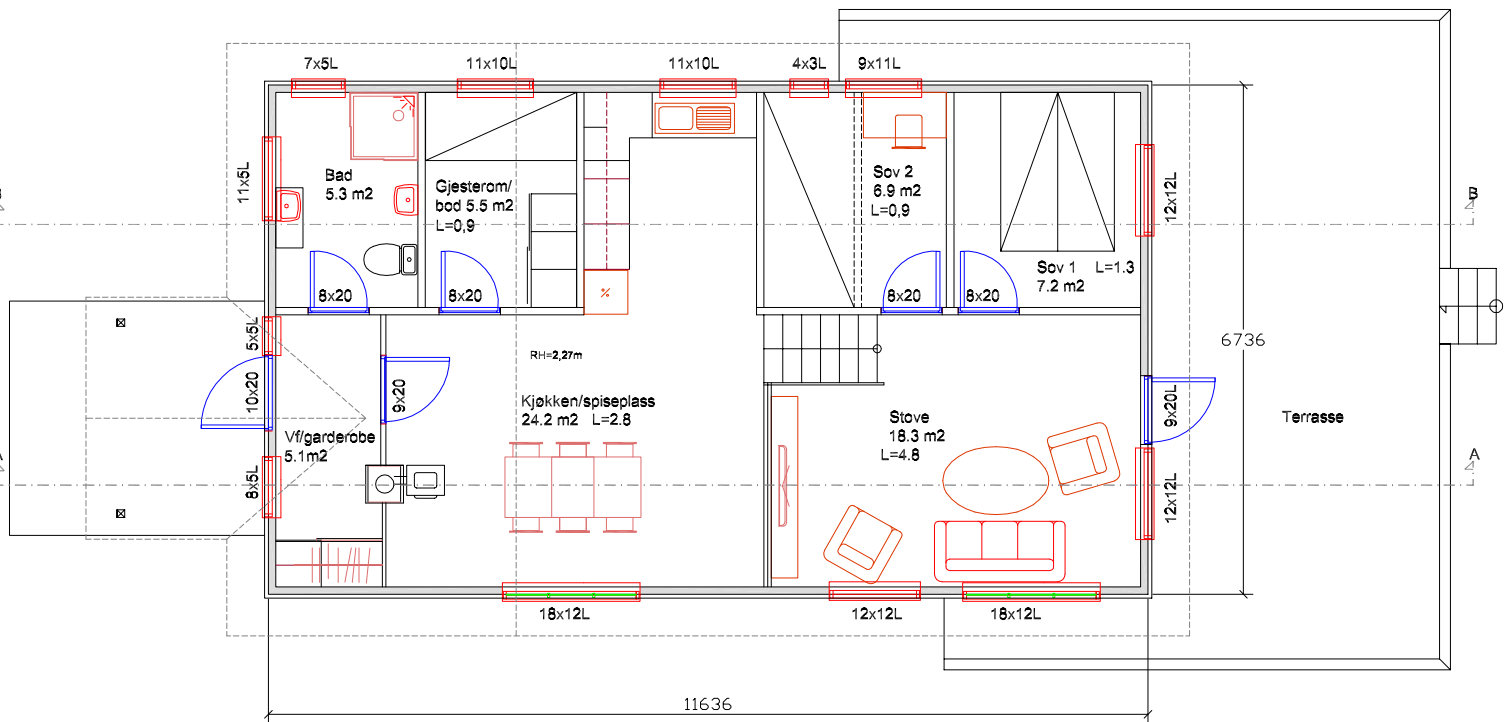 7x5L
11x10L
11x10L
4x3L
9x11L
11x5L
Bad
5.3 m2
Gjesterom/
bod 5.5 m2
L=0,9
Sov 2
6.9 m2
L=0,9
12x12L
B
Sov 1 L=1.3
7.2 m2
8x20
8x20
8x20
8x20
%
5x5L
10x20
8x5L
9x20
RH=2,27m
6736
Kjøkken/spiseplass
24.2 m2 L=2.8
Vf/garderobe
5.1m2
Stove
18.3 m2
L=4.8
9x20L
Terrasse
A
12x12L
18x12L
12x12L
18x12L
11636